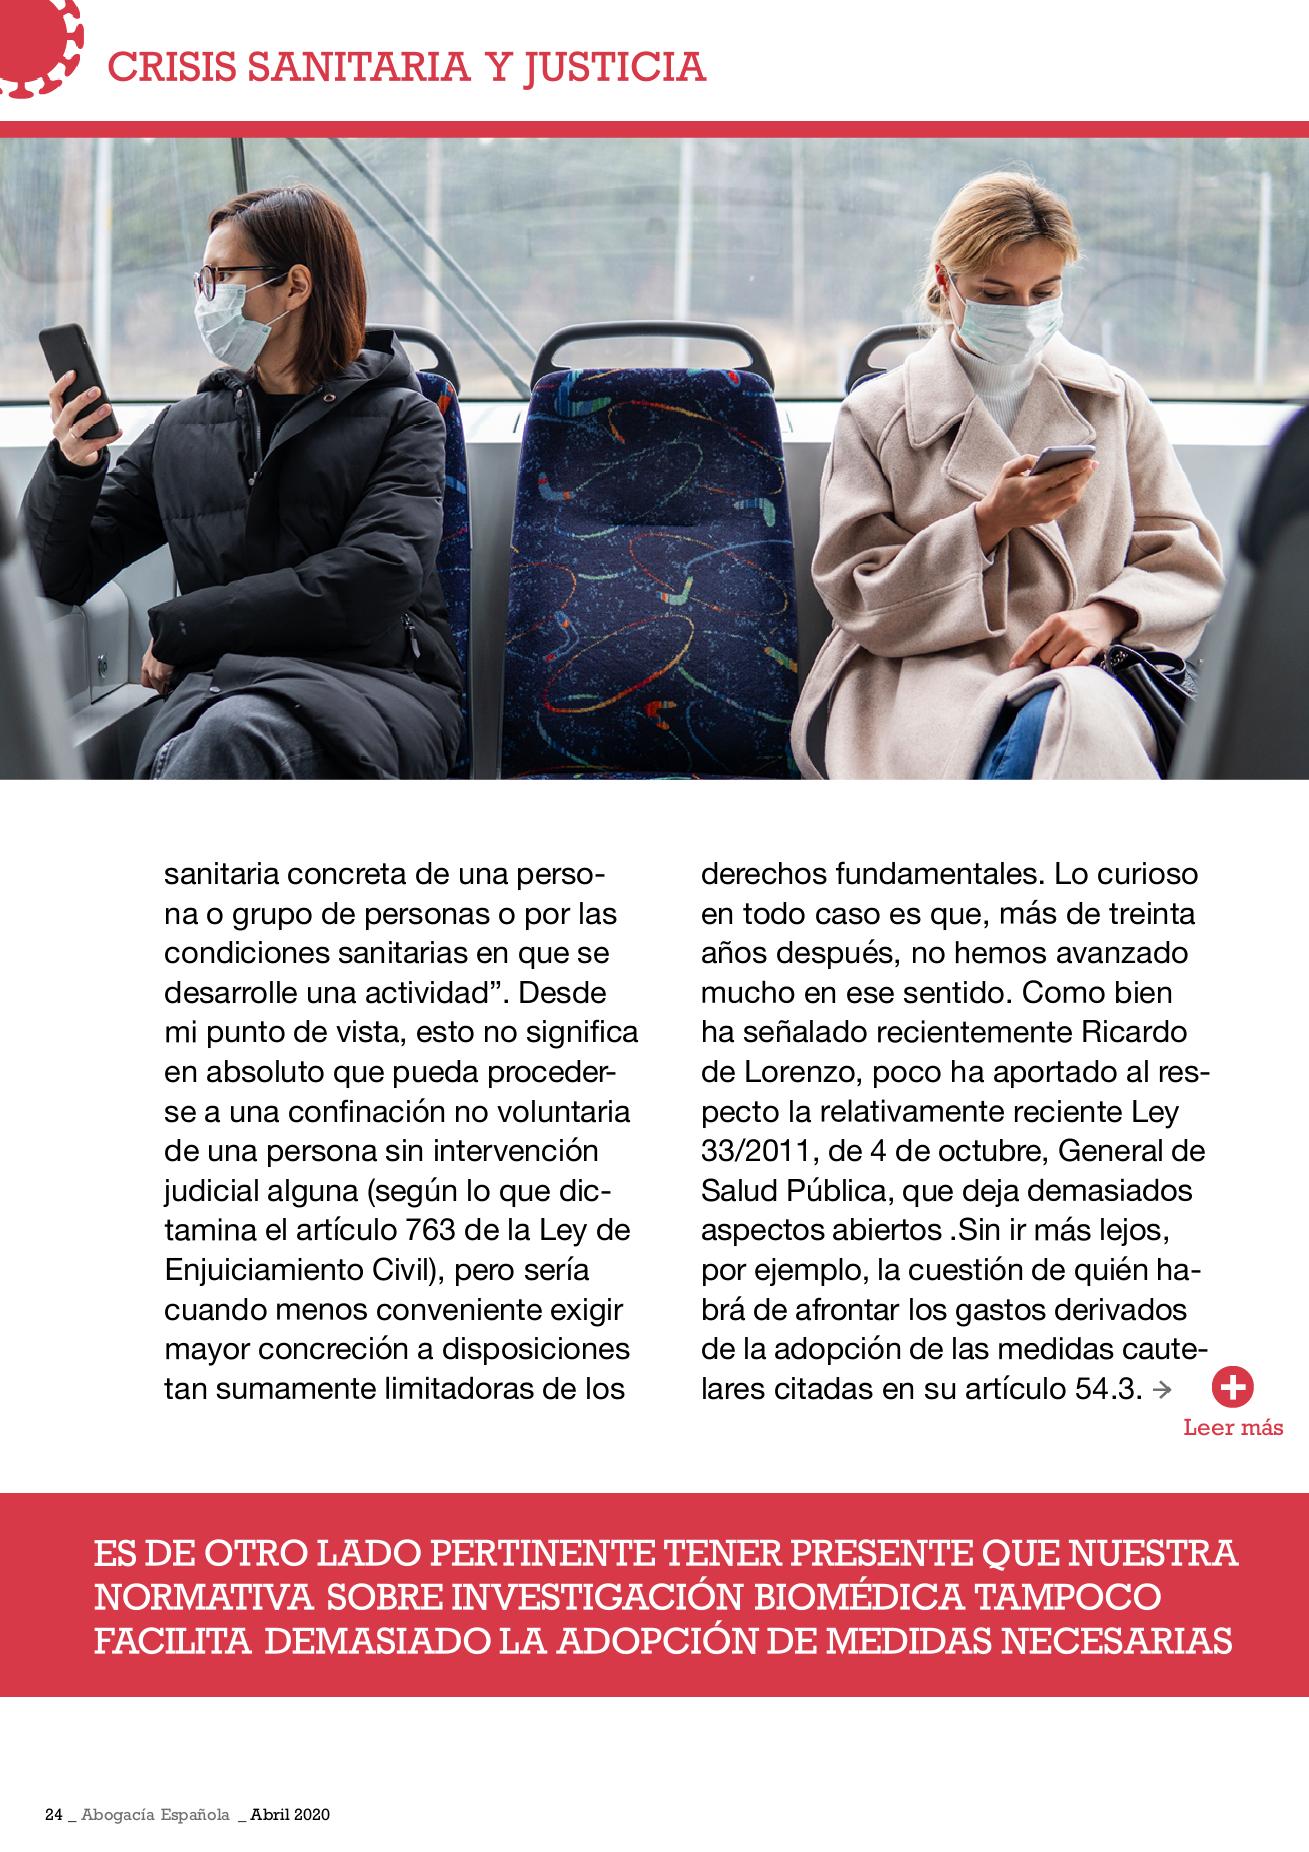 CRISIS SANITARIA Y JUSTICIA
sanitaria concreta de una perso-
na o grupo de personas o por las
condiciones sanitarias en que se
desarrolle una actividad”. Desde
mi punto de vista, esto no significa
en absoluto que pueda proceder-
se a una confinación no voluntaria
de una persona sin intervención
judicial alguna (según lo que dic-
tamina el artículo 763 de la Ley de
Enjuiciamiento Civil), pero sería
cuando menos conveniente exigir
mayor concreción a disposiciones
tan sumamente limitadoras de los
derechos fundamentales. Lo curioso
en todo caso es que, más de treinta
años después, no hemos avanzado
mucho en ese sentido. Como bien
ha señalado recientemente Ricardo
de Lorenzo, poco ha aportado al res-
pecto la relativamente reciente Ley
33/2011, de 4 de octubre, General de
Salud Pública, que deja demasiados
aspectos abiertos .Sin ir más lejos,
por ejemplo, la cuestión de quién ha-
brá de afrontar los gastos derivados
de la adopción de las medidas caute-
lares citadas en su artículo 54.3. →
Leer más
ES DE OTRO LADO PERTINENTE TENER PRESENTE QUE NUESTRA
NORMATIVA SOBRE INVESTIGACIÓN BIOMÉDICA TAMPOCO
FACILITA DEMASIADO LA ADOPCIÓN DE MEDIDAS NECESARIAS
24 _ Abogacía Española _ Abril 2020